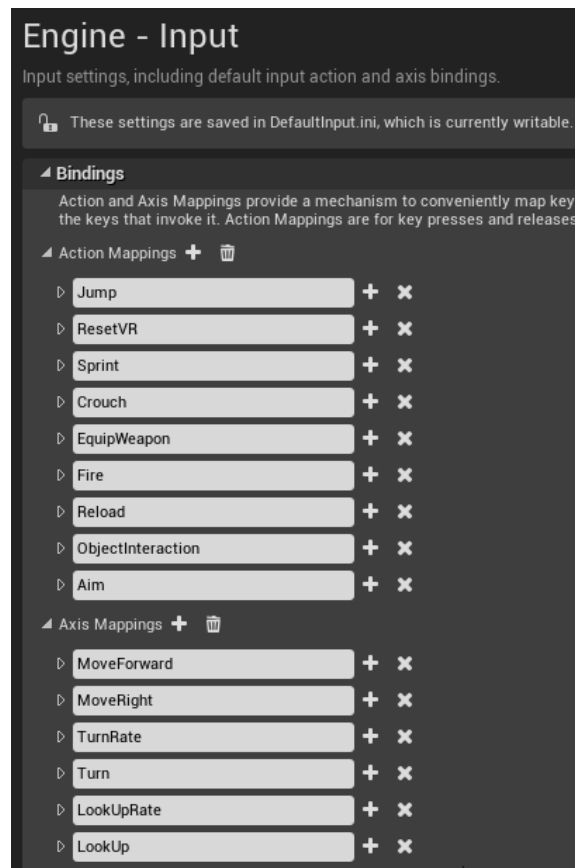 Engine - Input
Input settings, including default input action and axis bindings.
These settings are saved in DefaultInput.ini, which is currently writable.
Bindings
Action and Axis Mappings provide a mechanism to conveniently map key
the keys that invoke it. Action Mappings are for key presses and releases
Action Mappings
Jump
ResetVR
Sprint
Crouch
EquipWeapon
Fire
Reload
ObjectInteraction
Aim
Axis Mappings
MoveForward
MoveRight
TurnRate
Turn
LookUpRate
LookUp